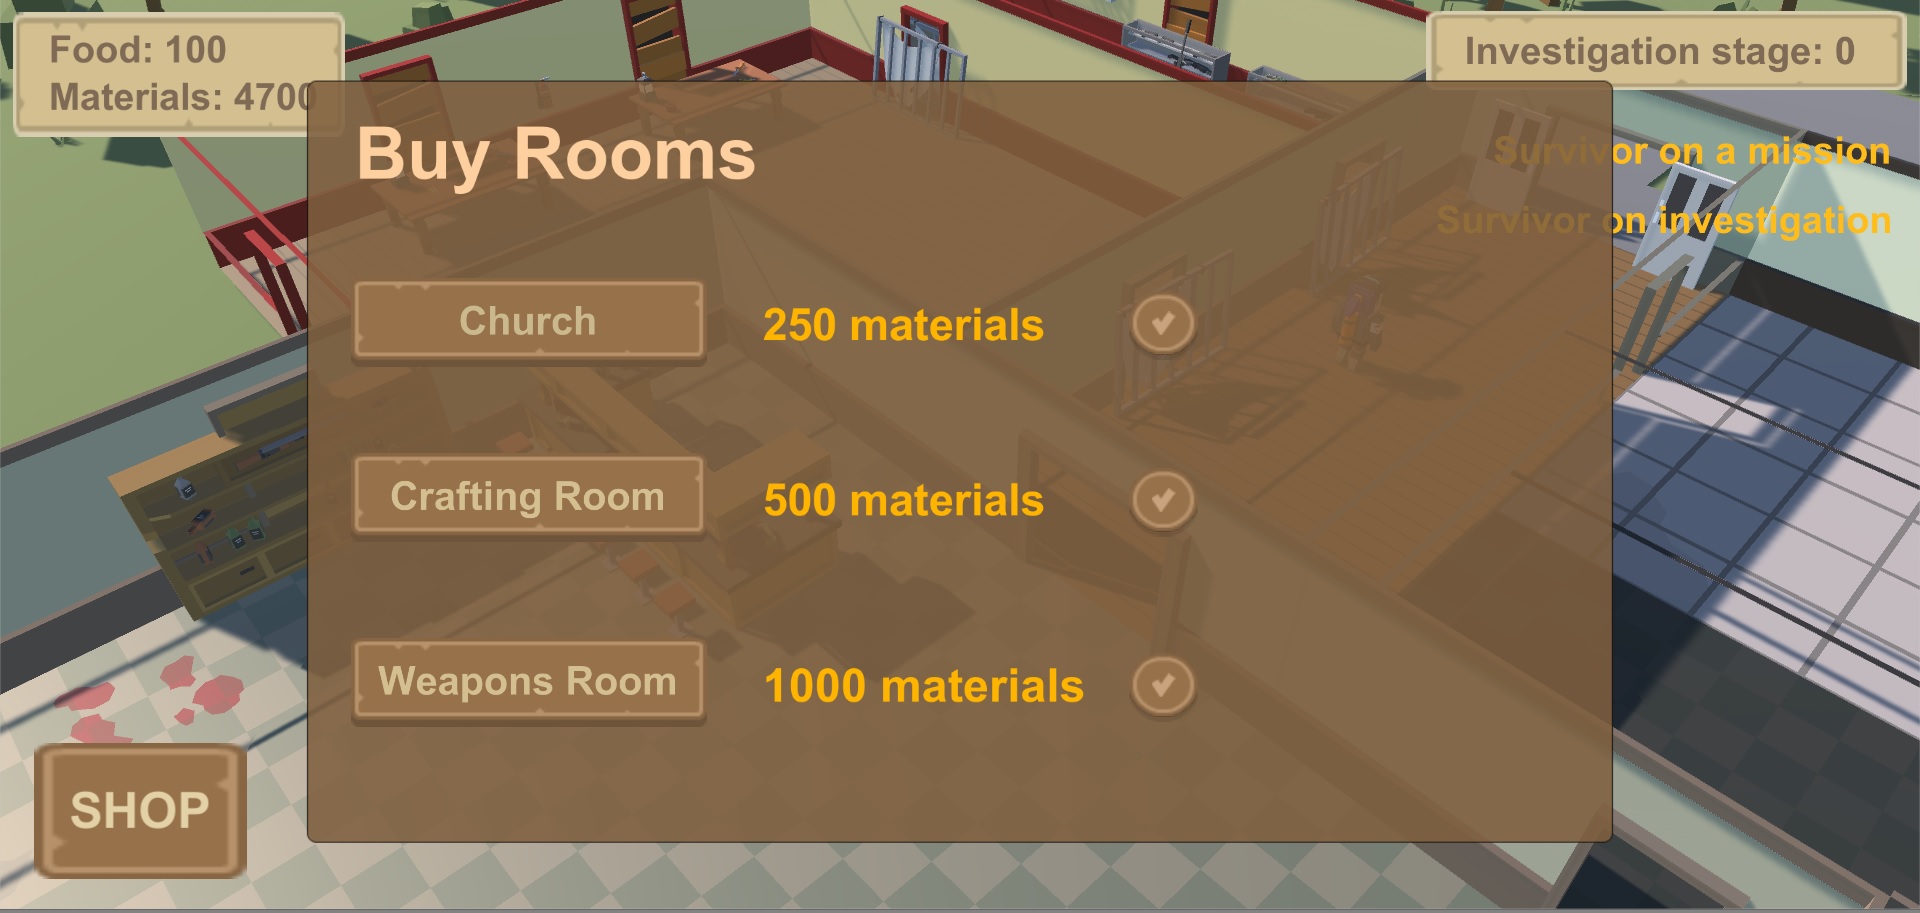 Food: 100
Materials: 4700
Investigation stage: 0
Survivor on a mission
Survivor on investigation
Buy Rooms
Church
250 materials
Crafting Room
500 materials
Weapons Room
1000 materials
SHOP